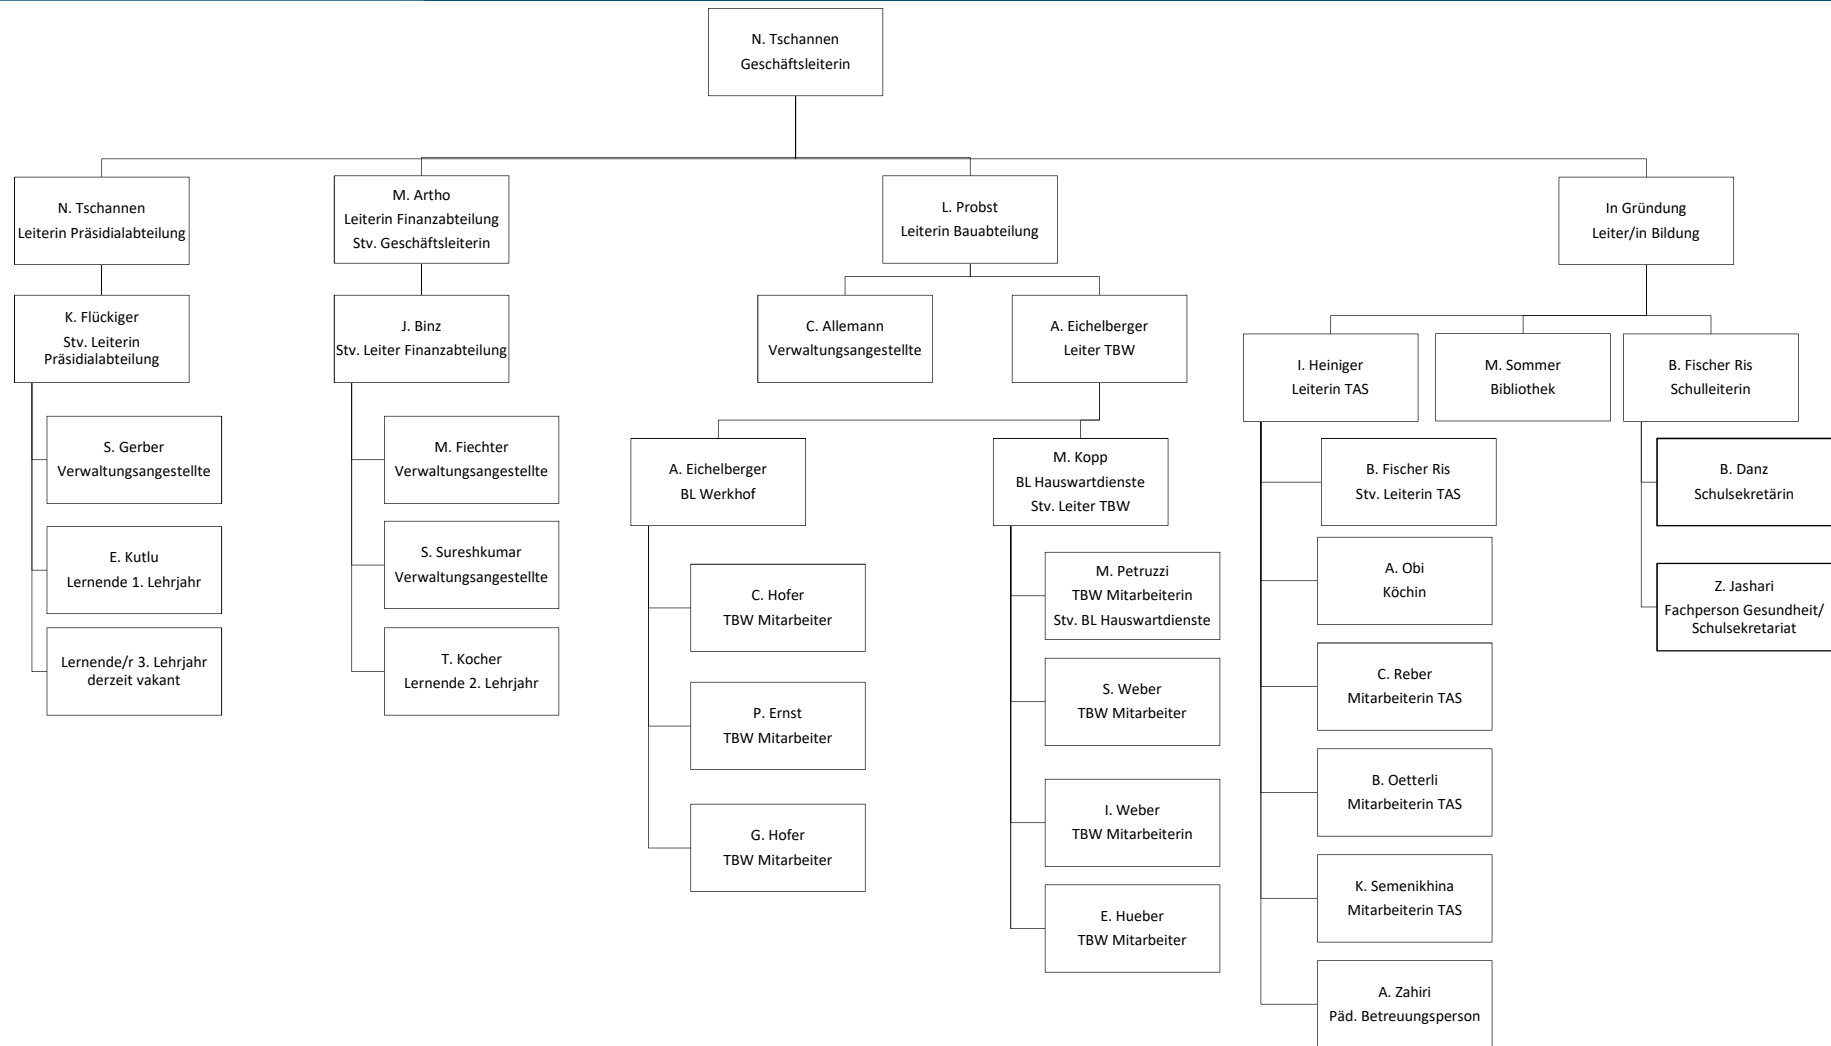 N. Tschannen
Geschäftsleiterin
N. Tschannen
Leiterin Präsidialabteilung
M. Artho
Leiterin Finanzabteilung
Stv. Geschäftsleiterin
L. Probst
Leiterin Bauabteilung
In Gründung
Leiter/in Bildung
K. Flückiger
Stv. Leiterin
Präsidialabteilung
J. Binz
Stv. Leiter Finanzabteilung
C. Allemann
Verwaltungsangestellte
A. Eichelberger
Leiter TBW
I. Heiniger
Leiterin TAS
M. Sommer
Bibliothek
B. Fischer Ris
Schulleiterin
S. Gerber
Verwaltungsangestellte
E. Kutlu
Lernende 1. Lehrjahr
Lernende/r 3. Lehrjahr
derzeit vakant
M. Fiechter
Verwaltungsangestellte
S. Sureshkumar
Verwaltungsangestellte
T. Kocher
Lernende 2. Lehrjahr
A. Eichelberger
BL Werkhof
C. Hofer
TBW Mitarbeiter
P. Ernst
TBW Mitarbeiter
G. Hofer
TBW Mitarbeiter
M. Kopp
BL Hauswartdienste
Stv. Leiter TBW
M. Petruzzi
TBW Mitarbeiterin
Stv. BL Hauswartdienste
S. Weber
TBW Mitarbeiter
I. Weber
TBW Mitarbeiterin
E. Hueber
TBW Mitarbeiter
B. Fischer Ris
Stv. Leiterin TAS
A. Obi
Köchin
C. Reber
Mitarbeiterin TAS
B. Oetterli
Mitarbeiterin TAS
K. Semenikhina
Mitarbeiterin TAS
A. Zahiri
Päd. Betreuungsperson
B. Danz
Schulsekretärin
Z. Jashari
Fachperson Gesundheit/
Schulsekretariat